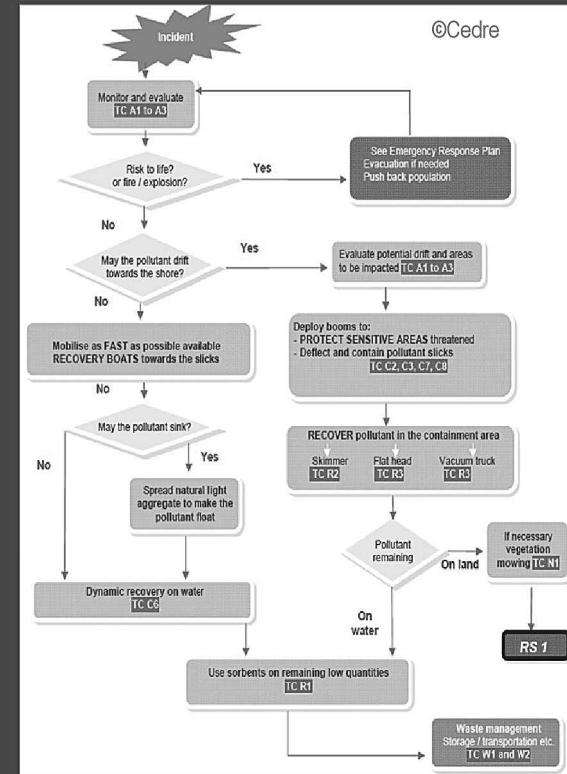 ©Cedre
Incident
Monitor and evaluate
TC A1 to A3
Risk to life?
or fire / explosion?
Yes
See Emergency Response Plan
Evacuation if needed
Push back population
No
May the pollutant drift
towards the shore?
Yes
Evaluate potential drift and areas
to be impacted TC A1 to A3
No
Mobilise as FAST as possible available
RECOVERY BOATS towards the slicks
Deploy booms to:
- PROTECT SENSITIVE AREAS threatened
- Deflect and contain pollutant slicks
TC C2, C3, C7, C8
No
May the pollutant sink?
No
Yes
RECOVER pollutant in the containment area
Skimmer
TC R2
Flat head
TC R3
Vacuum truck
TC R3
Spread natural light
aggregate to make the
pollutant float
Pollutant
remaining
On land
If necessary
vegetation
mowing TC N1
Dynamic recovery on water
TC C6
On
water
RS 1
Use sorbents on remaining low quantities
TC R1
Waste management
Storage / transportation etc.
TC W1 and W2